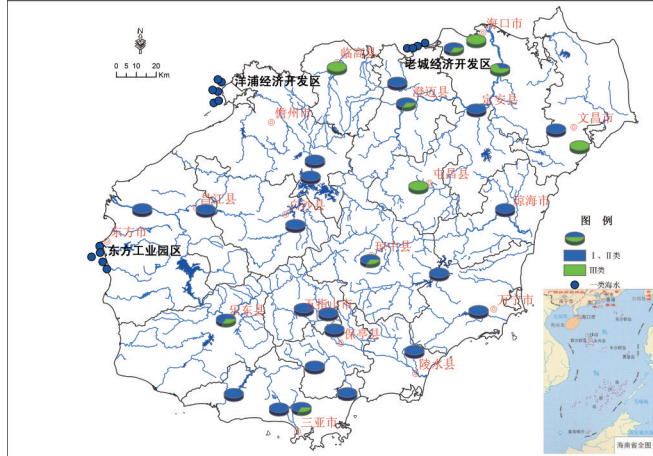 海口市
临高县
老城经济开发区
洋浦经济开发区
澄迈县
定安县
儋州市
文昌市
屯昌县
昌江县
白沙县
琼海市
东方市
东方工业园区
琼中县
乐东县
五指山市
万宁市
保亭县
陵水县
三亚市
0 5 10 20
Km
图 例
Ⅰ、Ⅱ类
Ⅲ类
一类海水
海南省全图